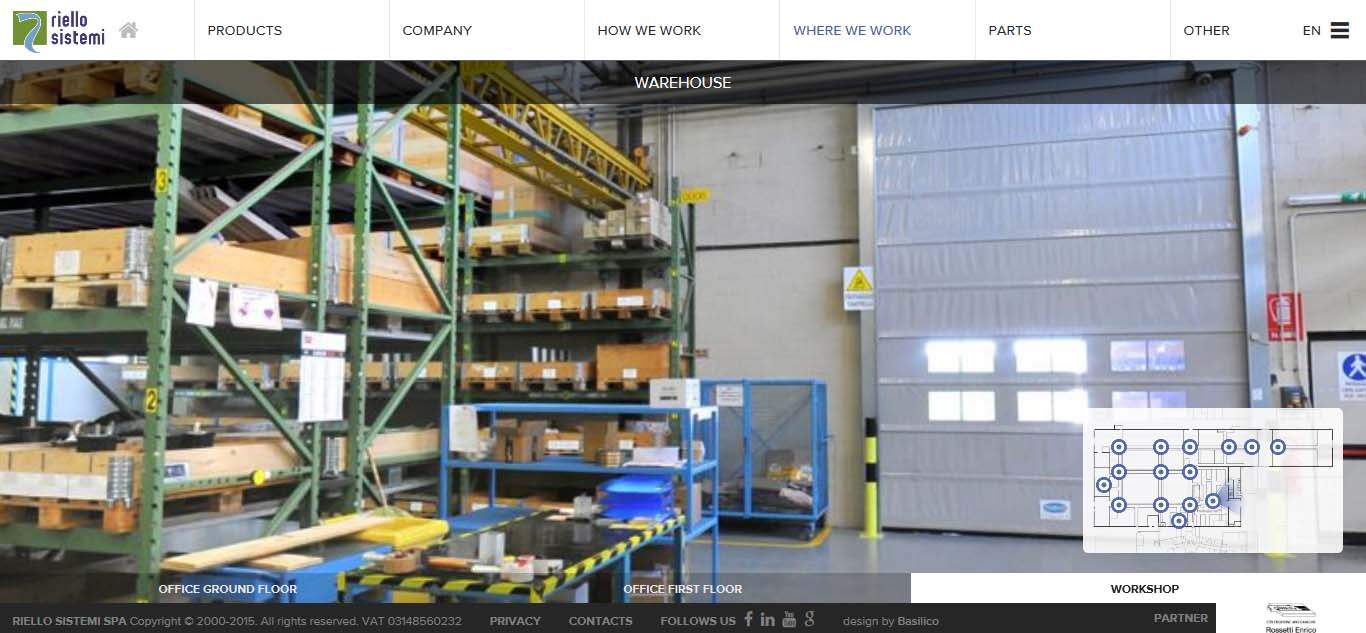 riello
sistemi
PRODUCTS
COMPANY
HOW WE WORK
WHERE WE WORK
PARTS
OTHER
EN
WAREHOUSE
3
2
OFFICE GROUND FLOOR
OFFICE FIRST FLOOR
WORKSHOP
RIELLO SISTEMI SPA Copyright © 2000-2015. All rights reserved. VAT 03148560232
PRIVACY
CONTACTS
FOLLOWS US
design by Basilico
PARTNER
Rossetti Enrico